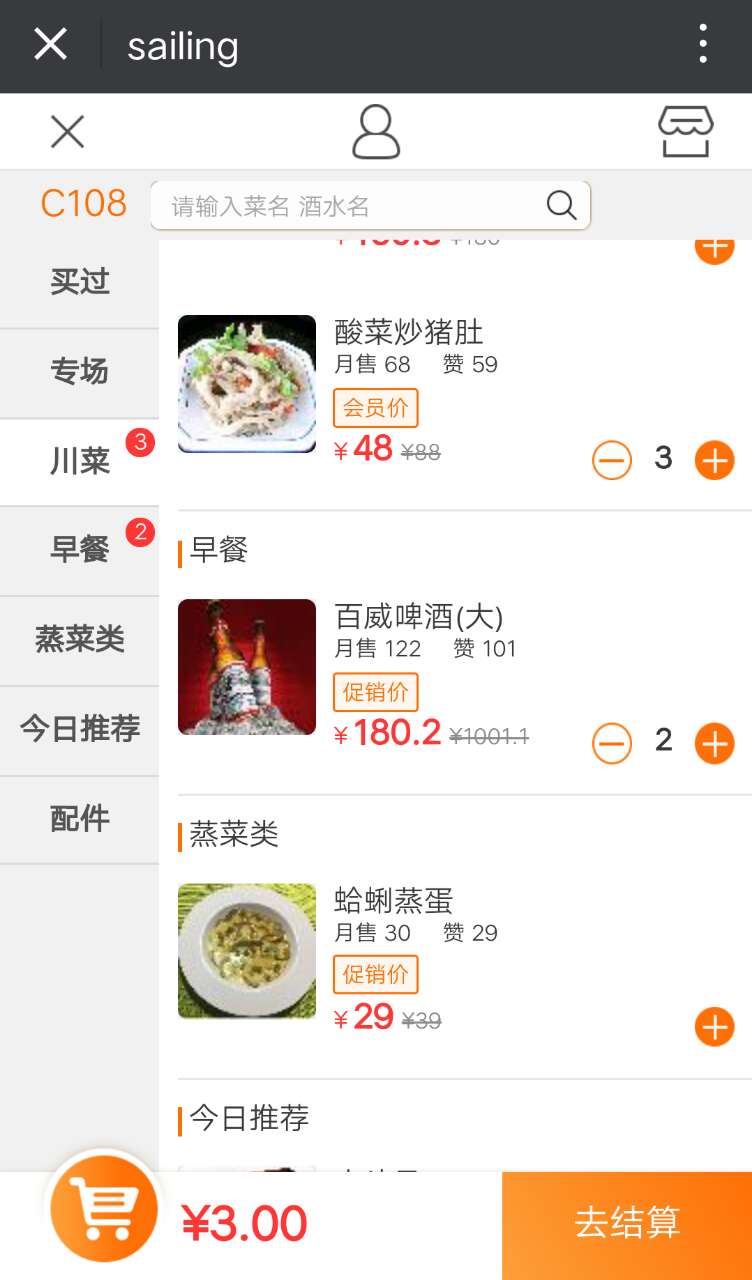 sailing
C108
请输入菜名 酒水名
买过
专场
川菜
3
早餐
2
蒸菜类
今日推荐
配件
酸菜炒猪肚
月售 68 赞 59
会员价
¥ 48 ¥88
3
早餐
百威啤酒(大)
月售 122 赞 101
促销价
¥ 180.2 ¥1001.1
2
蒸菜类
蛤蜊蒸蛋
月售 30 赞 29
促销价
¥ 29 ¥39
今日推荐
¥3.00
去结算